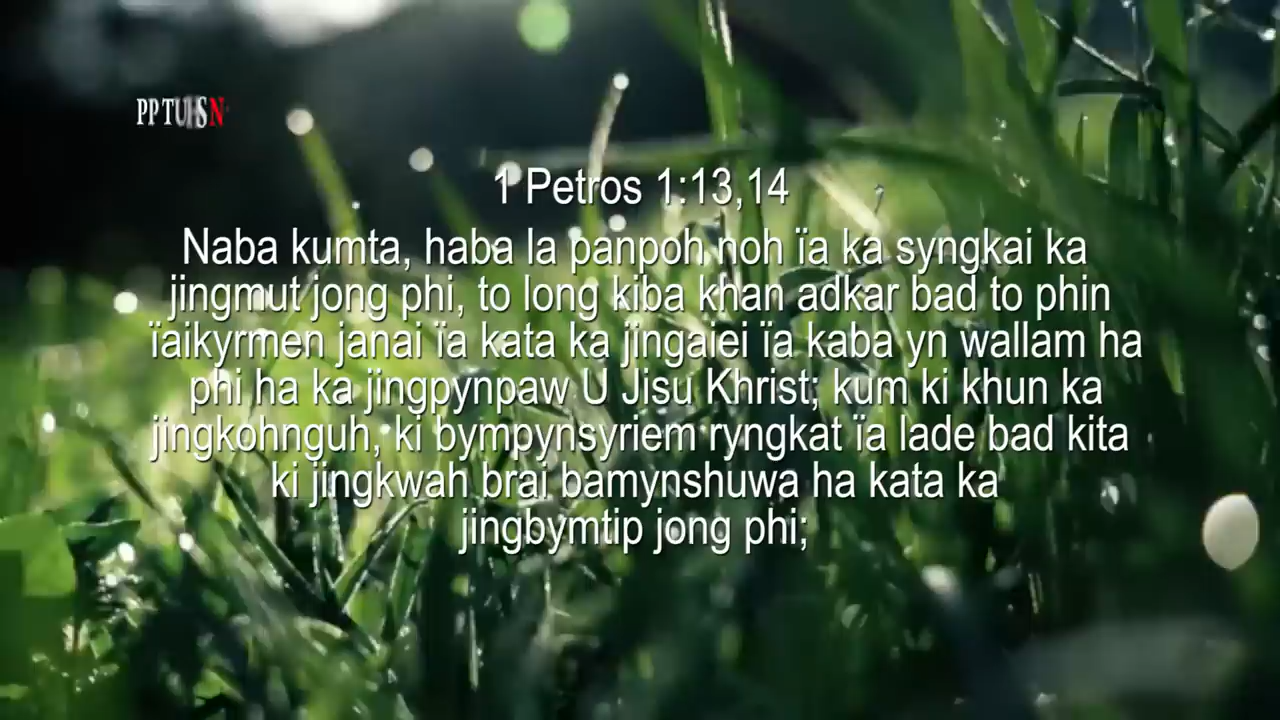 1 Petros 1:13,14
Naba kumta, haba la panpoh noh ïa ka syngkai ka
jingmut jong phi, to long kiba khan adkar bad to phin
ïaikyrmen janai ïa kata ka jingaiei ïa kaba yn wallam ha
phi ha ka jingpynpaw U Jisu Khrist; kum ki khun ka
jingkohnguh, ki bympynsyriem ryngkat ïa lade bad kita
ki jingkwah brai bamynshuwa ha kata ka
jingbymtip jong phi;